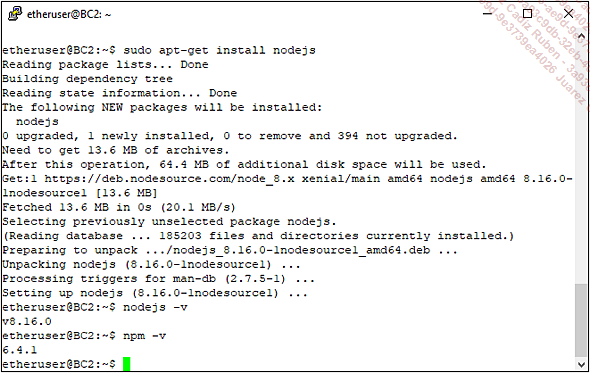 etheruser@BC2: ~
etheruser@BC2:~$ sudo apt-get install nodejs
Reading package lists... Done
Building dependency tree
Reading state information... Done
The following NEW packages will be installed:
  nodejs
0 upgraded, 1 newly installed, 0 to remove and 394 not upgraded.
Need to get 13.6 MB of archives.
After this operation, 64.4 MB of additional disk space will be used.
Get:1 https://deb.nodesource.com/node_8.x xenial/main amd64 nodejs amd64 8.16.0-
1nodesource1 [13.6 MB]
Fetched 13.6 MB in 0s (20.1 MB/s)
Selecting previously unselected package nodejs.
(Reading database ... 185203 files and directories currently installed.)
Preparing to unpack .../nodejs_8.16.0-1nodesource1_amd64.deb ...
Unpacking nodejs (8.16.0-1nodesource1) ...
Processing triggers for man-db (2.7.5-1) ...
Setting up nodejs (8.16.0-1nodesource1) ...
etheruser@BC2:~$ nodejs -v
v8.16.0
etheruser@BC2:~$ npm -v
6.4.1
etheruser@BC2:~$